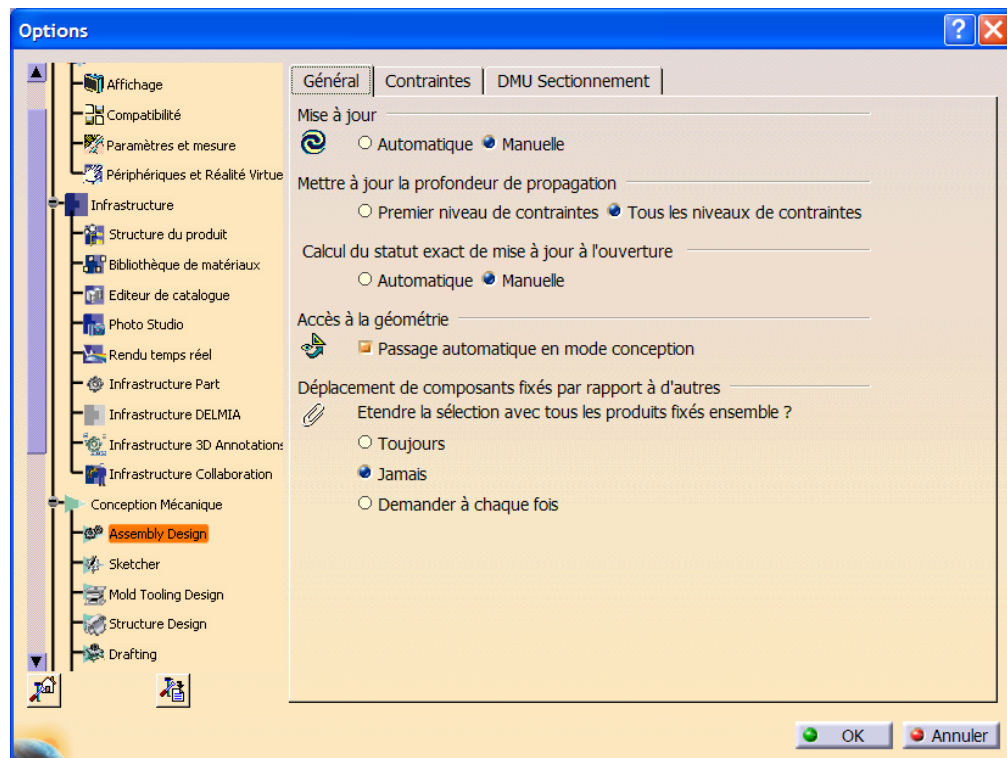 Options
Affichage
Compatibilité
Paramètres et mesure
Périphériques et Réalité Virtue
Infrastructure
Structure du produit
Bibliothèque de matériaux
Editeur de catalogue
Photo Studio
Rendu temps réel
Infrastructure Part
Infrastructure DELMIA
Infrastructure 3D Annotations
Infrastructure Collaboration
Conception Mécanique
Assembly Design
Sketcher
Mold Tooling Design
Structure Design
Drafting
Général Contraintes DMU Sectionnement
Mise à jour
Automatique Manuelle
Mettre à jour la profondeur de propagation
Premier niveau de contraintes Tous les niveaux de contraintes
Calcul du statut exact de mise à jour à l'ouverture
Automatique Manuelle
Accès à la géométrie
Passage automatique en mode conception
Déplacement de composants fixés par rapport à d'autres
Etendre la sélection avec tous les produits fixés ensemble ?
Toujours
Jamais
Demander à chaque fois
OK Annuler